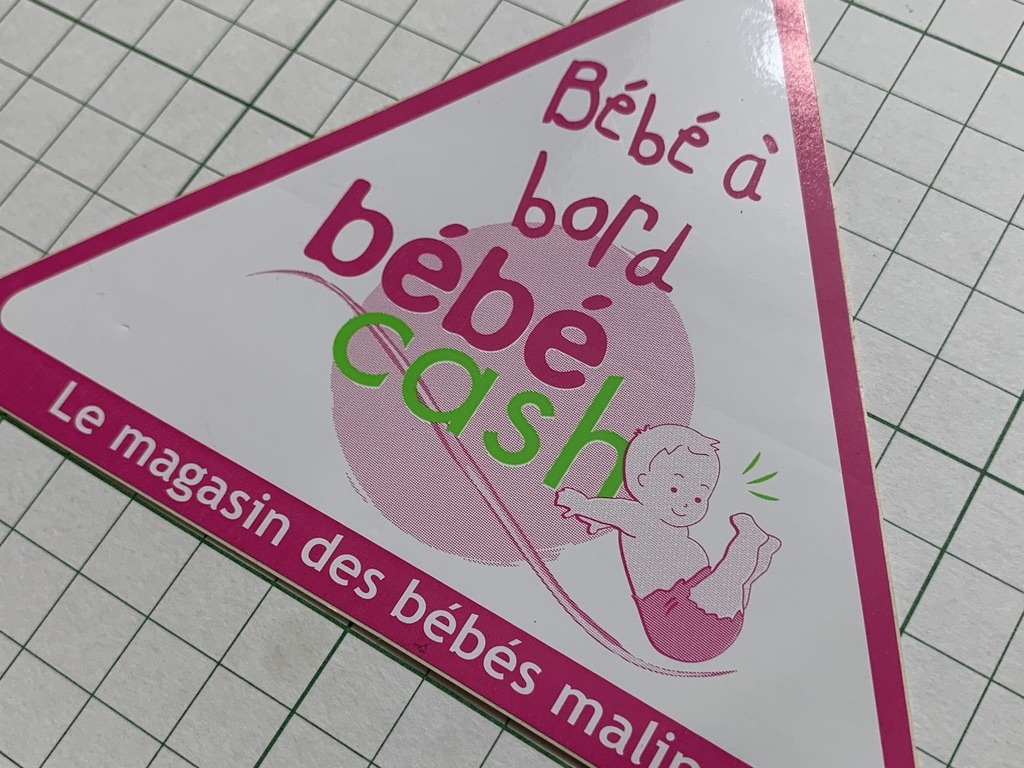 Bébé à
bord
bébé
cash
Le magasin des bébés malin